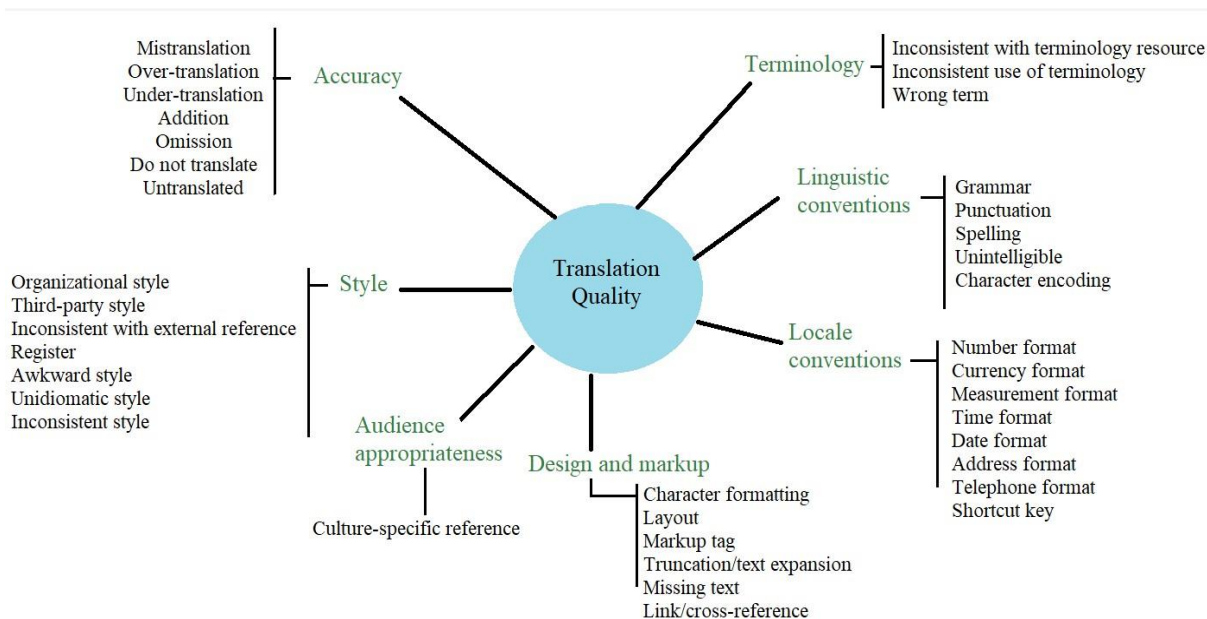 Mistranslation
Over-translation
Under-translation
Addition
Omission
Do not translate
Untranslated
Accuracy
Terminology
Inconsistent with terminology resource
Inconsistent use of terminology
Wrong term
Linguistic
conventions
Grammar
Punctuation
Spelling
Unintelligible
Character encoding
Translation
Quality
Organizational style
Third-party style
Inconsistent with external reference
Register
Awkward style
Unidiomatic style
Inconsistent style
Style
Locale
conventions
Number format
Currency format
Measurement format
Time format
Date format
Address format
Telephone format
Shortcut key
Audience
appropriateness
Culture-specific reference
Design and markup
Character formatting
Layout
Markup tag
Truncation/text expansion
Missing text
Link/cross-reference